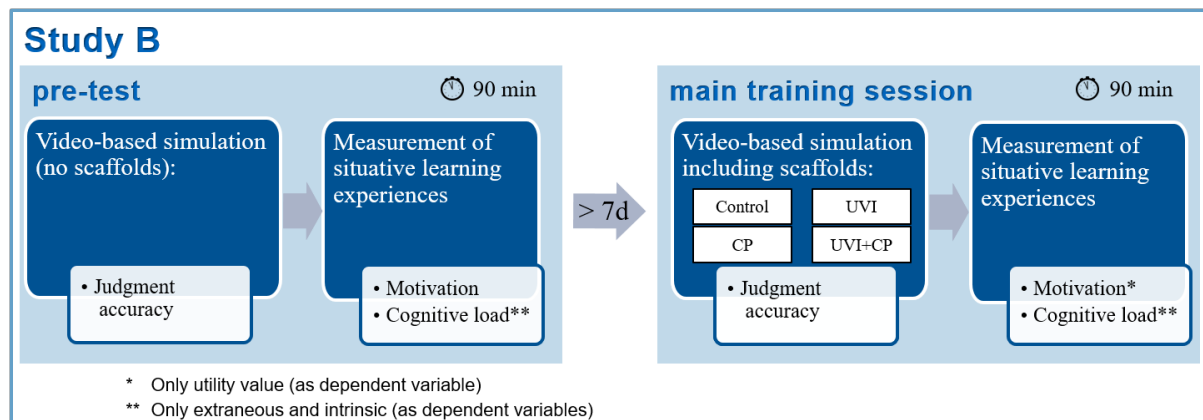 Study B
pre-test
90 min
Video-based simulation
(no scaffolds):
• Judgment
accuracy
Measurement of
situative learning
experiences
• Motivation
• Cognitive load**
> 7d
main training session
90 min
Video-based simulation
including scaffolds:
Control
UVI
CP
UVI+CP
• Judgment
accuracy
Measurement of
situative learning
experiences
• Motivation*
• Cognitive load**
* Only utility value (as dependent variable)
** Only extraneous and intrinsic (as dependent variables)